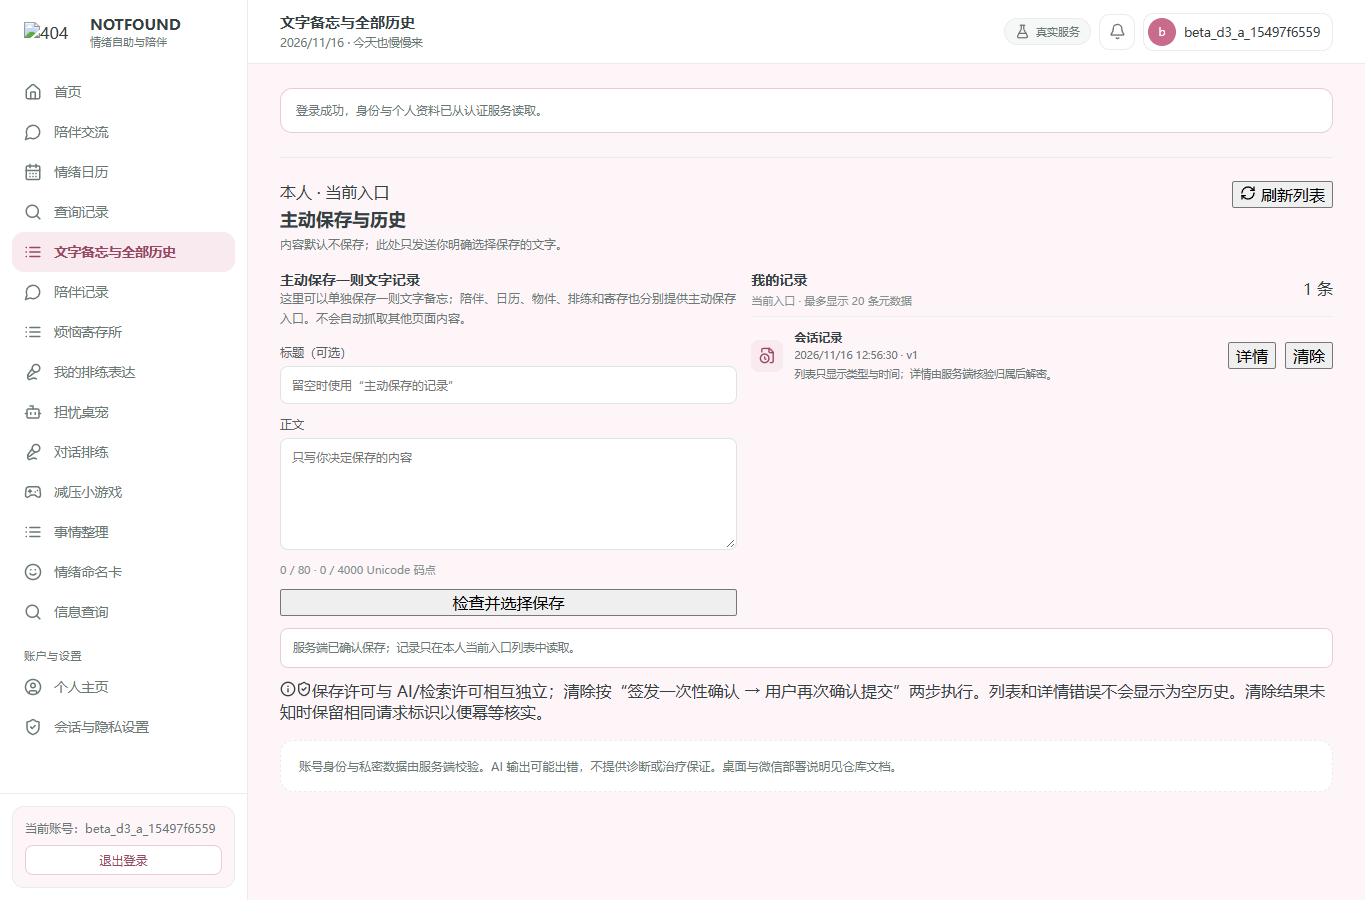 404
NOTFOUND
情绪自助与陪伴
首页
陪伴交流
情绪日历
查询记录
文字备忘与全部历史
陪伴记录
烦恼寄存所
我的排练表达
担忧桌宠
对话排练
减压小游戏
事情整理
情绪命名卡
信息查询
账户与设置
个人主页
会话与隐私设置
当前账号：beta_d3_a_15497f6559
退出登录
文字备忘与全部历史
2026/11/16 · 今天也慢慢来
真实服务
b
beta_d3_a_15497f6559
登录成功，身份与个人资料已从认证服务读取。
本人 · 当前入口
主动保存与历史
内容默认不保存；此处只发送你明确选择保存的文字。
刷新列表
主动保存一则文字记录
这里可以单独保存一则文字备忘；陪伴、日历、物件、排练和寄存也分别提供主动保存
入口。不会自动抓取其他页面内容。
标题（可选）
留空时使用“主动保存的记录”
正文
只写你决定保存的内容
0 / 80 · 0 / 4000 Unicode 码点
检查并选择保存
我的记录
当前入口 · 最多显示 20 条元数据
1 条
会话记录
2026/11/16 12:56:30 · v1
列表只显示类型与时间；详情由服务端核验归属后解密。
详情
清除
服务端已确认保存；记录只在本人当前入口列表中读取。
保存许可与 AI/检索许可相互独立；清除按“签发一次性确认 → 用户再次确认提交”两步执行。列表和详情错误不会显示为空历史。清除结果未
知时保留相同请求标识以便幂等核实。
账号身份与私密数据由服务端校验。AI 输出可能出错，不提供诊断或治疗保证。桌面与微信部署说明见仓库文档。